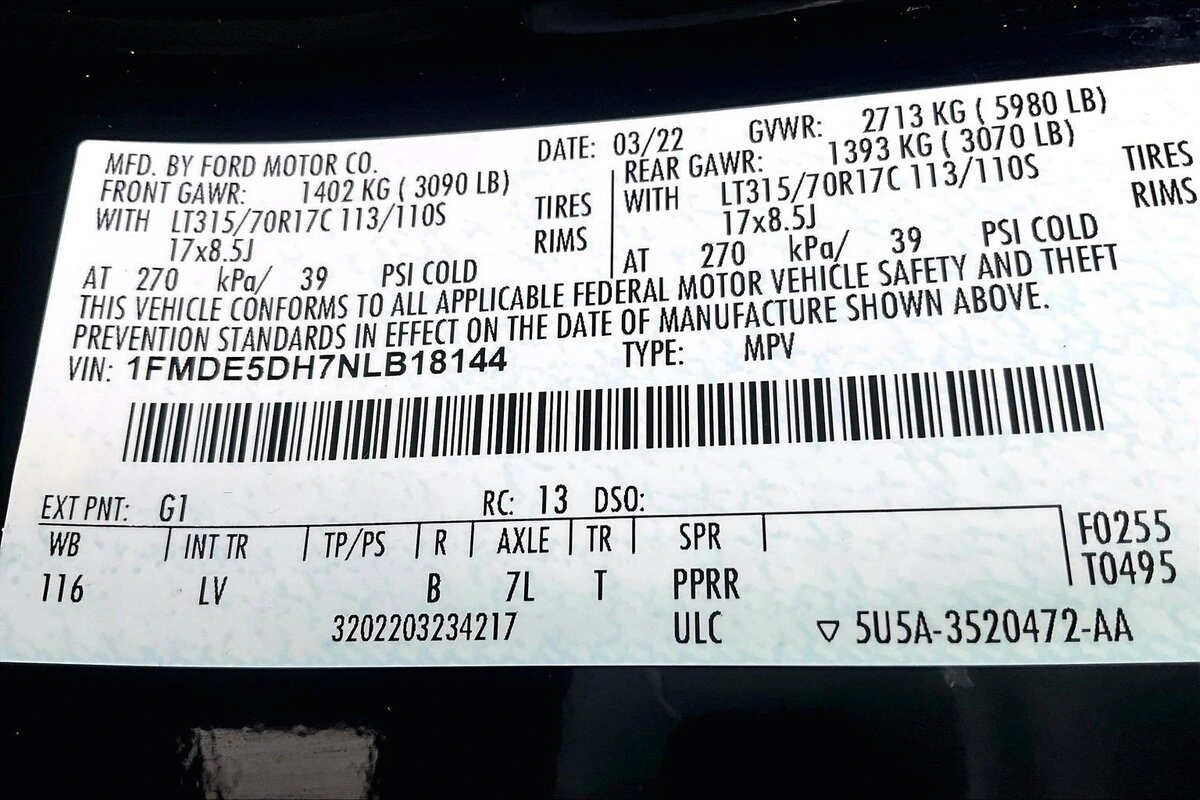 MFD. BY FORD MOTOR CO. DATE: 03/22 GVWR: 2713 KG ( 5980 LB)
FRONT GAWR: 1402 KG ( 3090 LB)
WITH LT315/70R17C 113/110S TIRES
17x8.5J RIMS
AT 270 kPa/ 39 PSI COLD
REAR GAWR: 1393 KG ( 3070 LB)
WITH LT315/70R17C 113/110S TIRES
17x8.5J RIMS
AT 270 kPa/ 39 PSI COLD
THIS VEHICLE CONFORMS TO ALL APPLICABLE FEDERAL MOTOR VEHICLE SAFETY AND THEFT
PREVENTION STANDARDS IN EFFECT ON THE DATE OF MANUFACTURE SHOWN ABOVE.
VIN: 1FMDE5DH7NLB18144 TYPE: MPV
EXT PNT: G1 RC: 13 DSO:
WB INT TR TP/PS R AXLE TR SPR F0255
116 LV B 7L T PPRR T0495
3202203234217 ULC ▽ 5U5A-3520472-AA